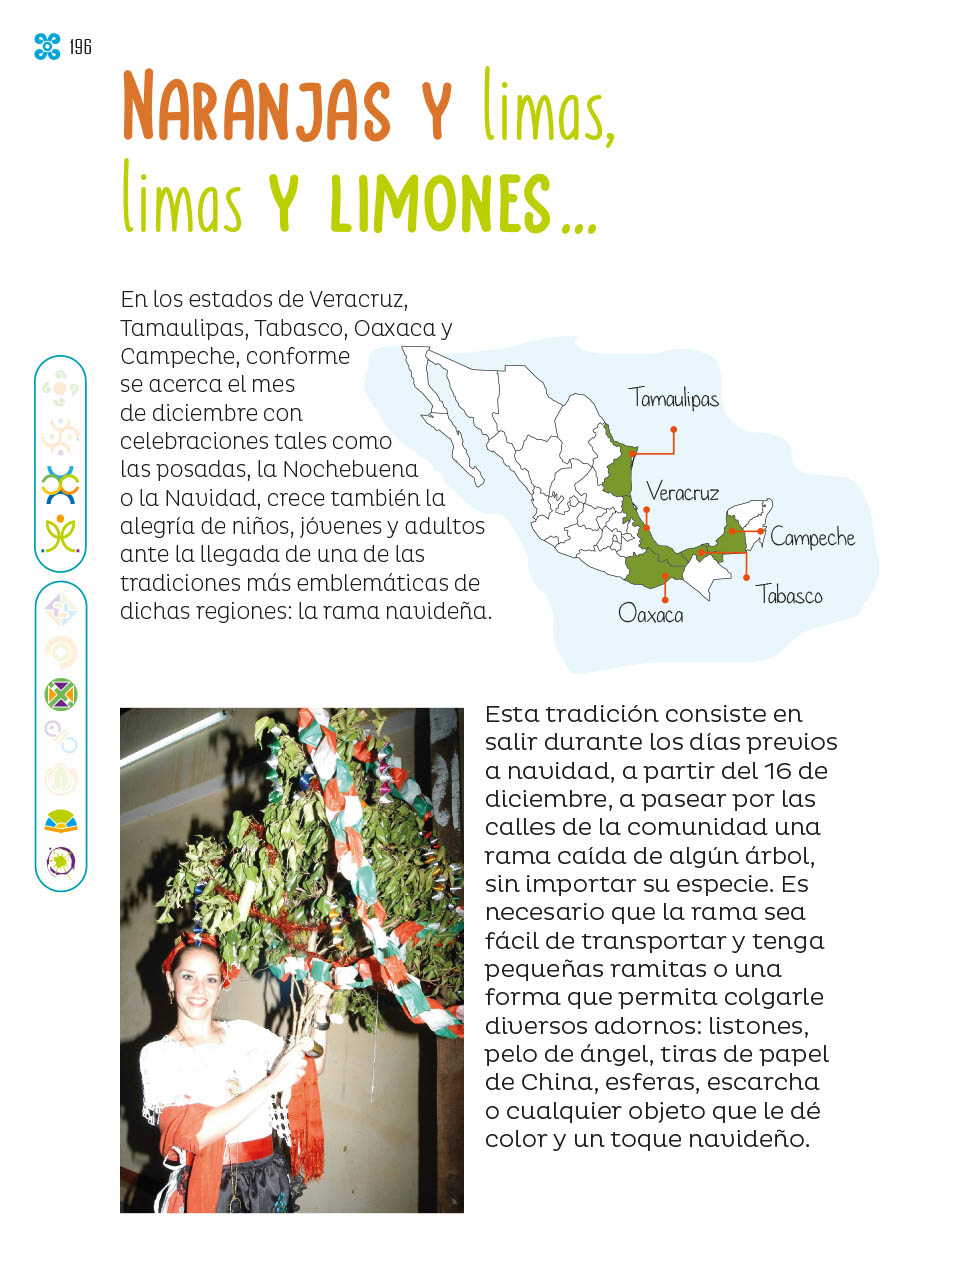 196
NARANJAS Y limas,
limas Y LIMONES...
En los estados de Veracruz,
Tamaulipas, Tabasco, Oaxaca y
Campeche, conforme
se acerca el mes
de diciembre con
celebraciones tales como
las posadas, la Nochebuena
o la Navidad, crece también la
alegría de niños, jóvenes y adultos
ante la llegada de una de las
tradiciones más emblemáticas de
dichas regiones: la rama navideña.
Tamaulipas
Veracruz
Campeche
Tabasco
Oaxaca
Esta tradición consiste en
salir durante los días previos
a navidad, a partir del 16 de
diciembre, a pasear por las
calles de la comunidad una
rama caída de algún árbol,
sin importar su especie. Es
necesario que la rama sea
fácil de transportar y tenga
pequeñas ramitas o una
forma que permita colgarle
diversos adornos: listones,
pelo de ángel, tiras de papel
de China, esferas, escarcha
o cualquier objeto que le dé
color y un toque navideño.